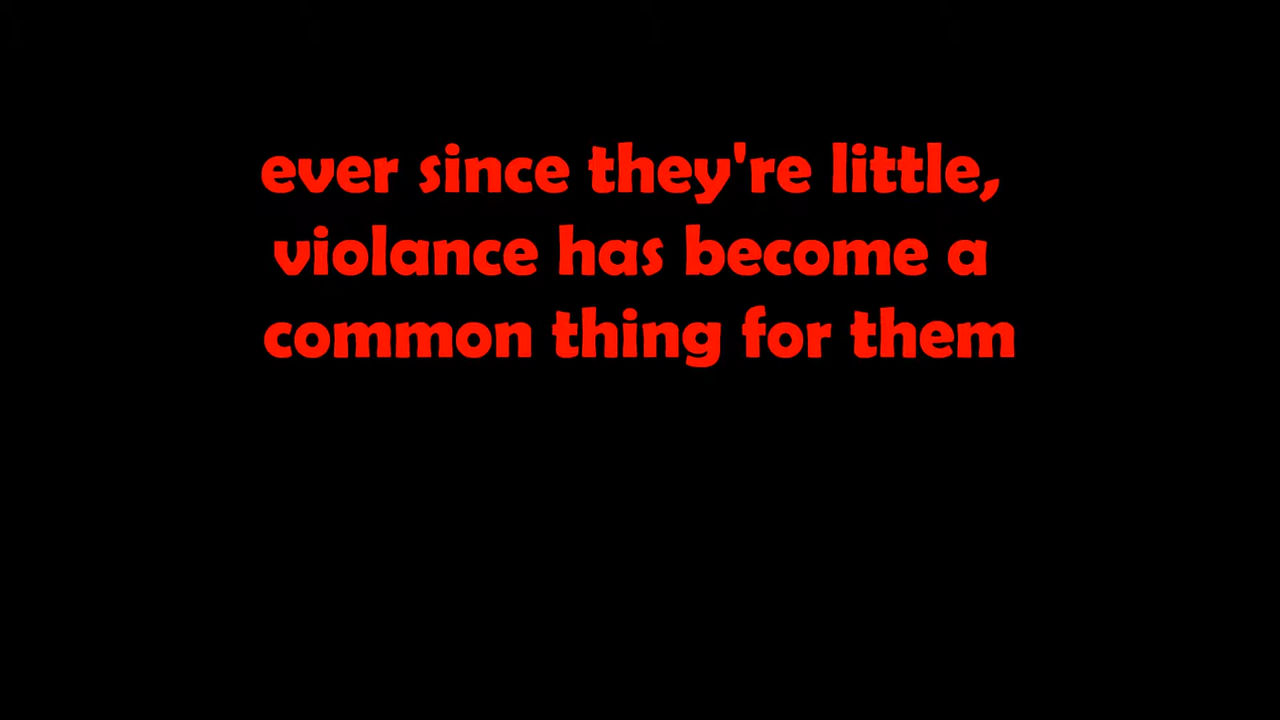 ever since they're little,
violance has become a
common thing for them